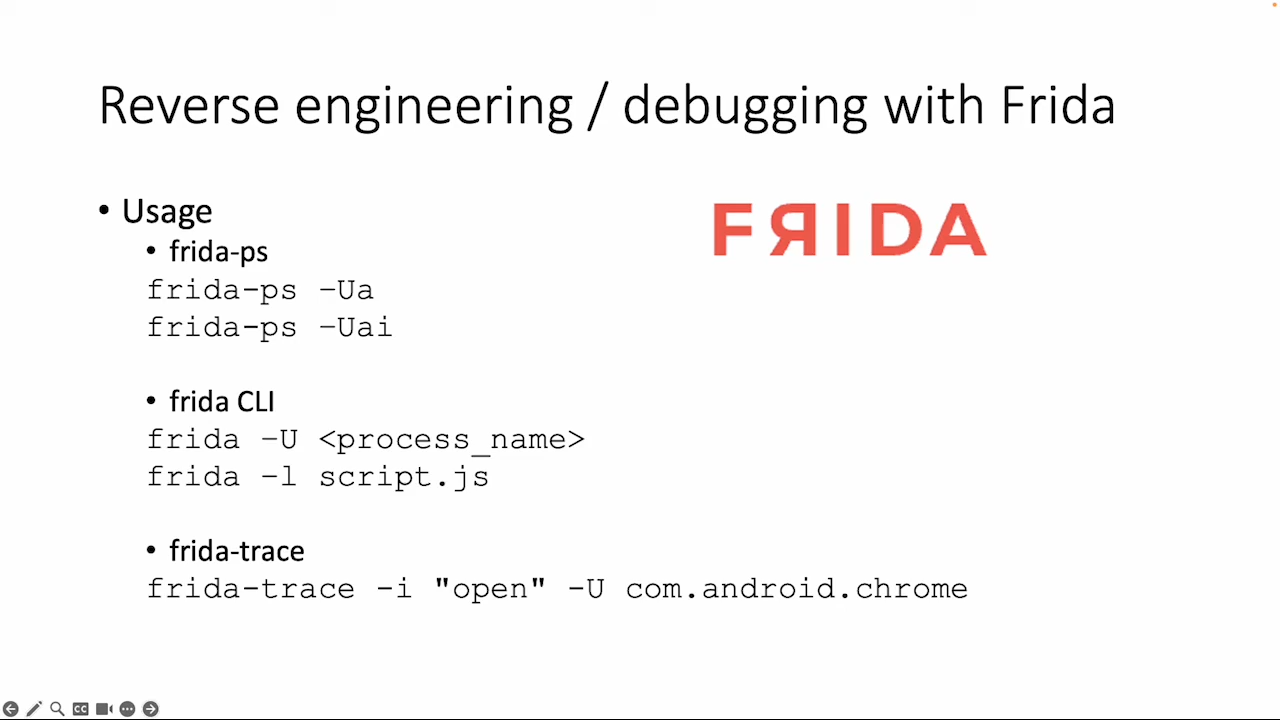 Reverse engineering / debugging with Frida
• Usage
FRIDA
• frida-ps
frida-ps –Ua
frida-ps –Uai
• frida CLI
frida –U <process_name>
frida –l script.js
• frida-trace
frida-trace -i "open" -U com.android.chrome
CC